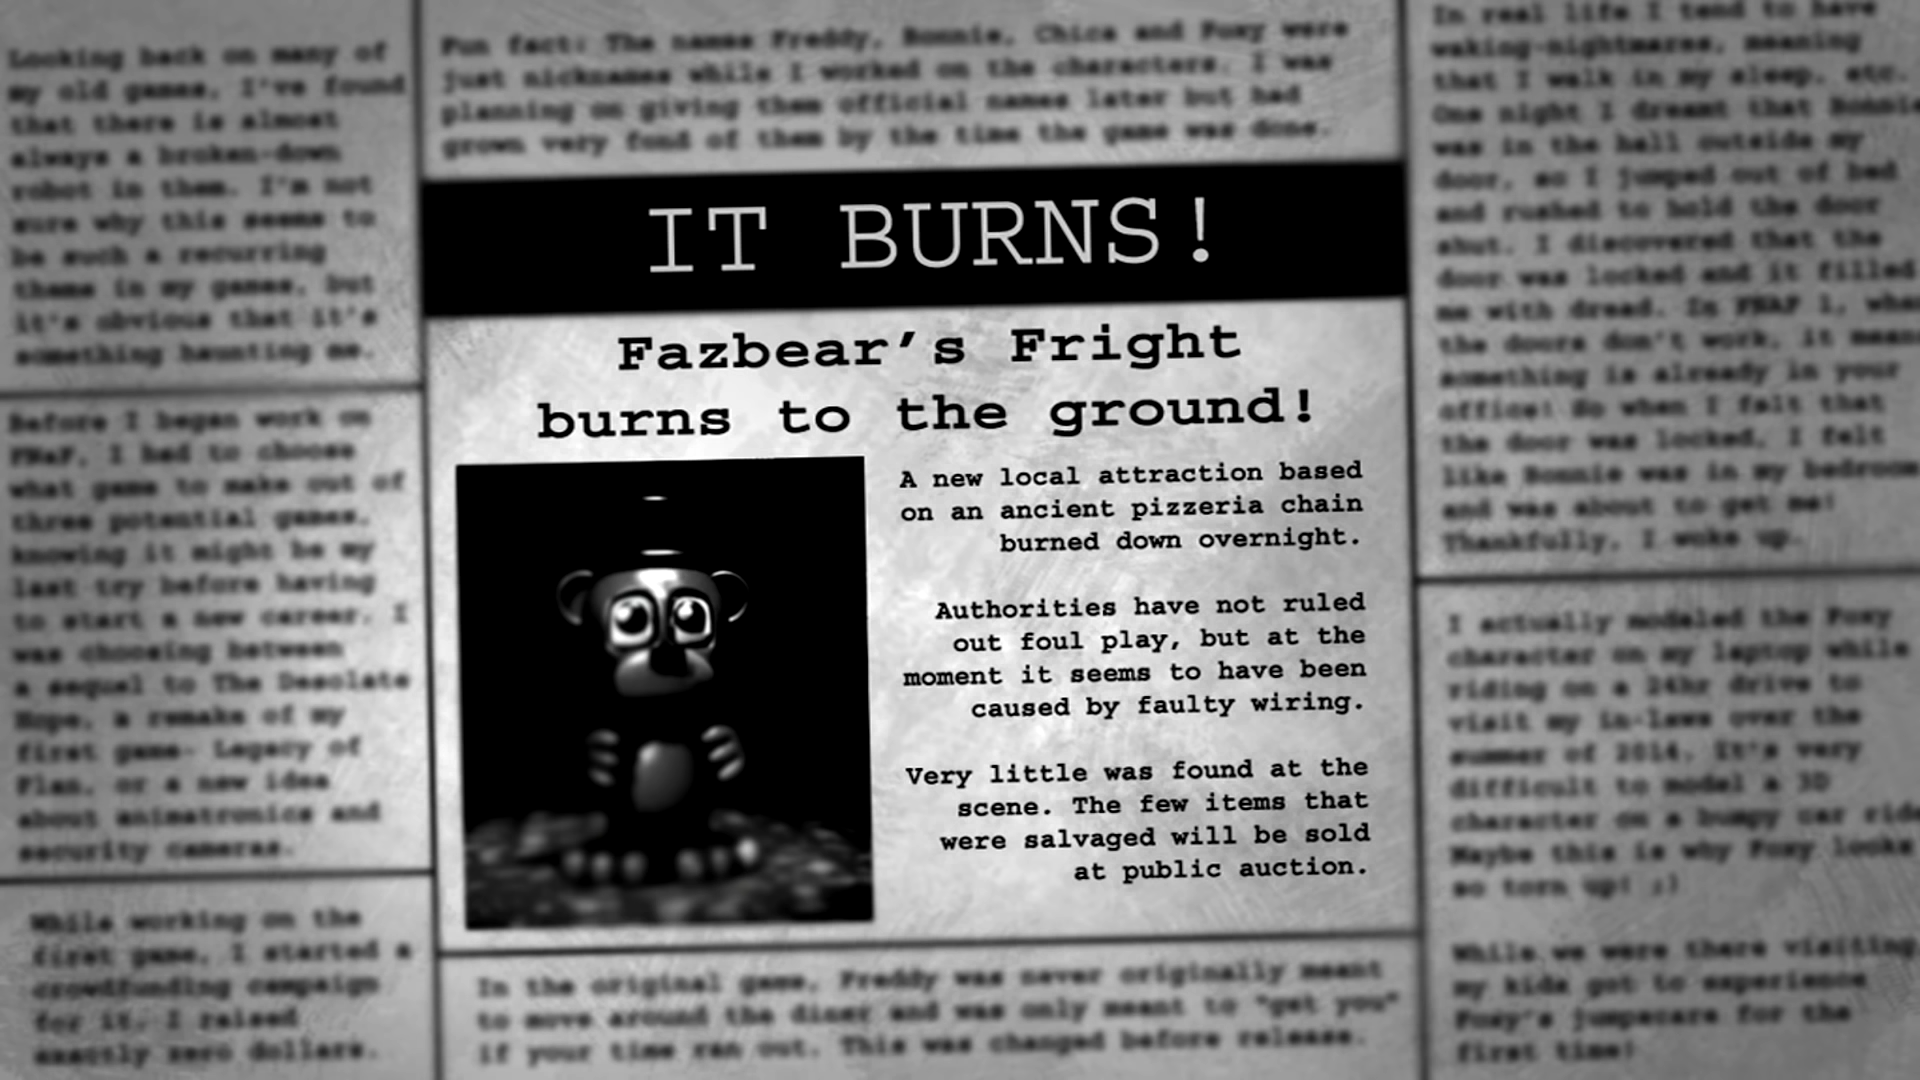 Looking back on many of
my old games, I've found
that there is almost
always a broken-down
robot in them. I'm not
sure why this seems to
be such a recurring
theme in my games, but
it's obvious that it's
something haunting me.
Before I began work on
FNaF, I had to choose
what game to make out of
three potential games,
knowing it might be my
last try before having
to start a new career. I
was choosing between
a sequel to The Desolate
Hope, a remake of my
first game- Legacy of
Flan, or a new idea
about animatronics and
security cameras.
While working on the
first game, I started a
crowdfunding campaign
for it. I raised
exactly zero dollars.
Fun fact: The names Freddy, Bonnie, Chica and Foxy were
just nicknames while I worked on the characters. I was
planning on giving them official names later but had
grown very fond of them by the time the game was done.
IT BURNS!
Fazbear's Fright
burns to the ground!
A new local attraction based
on an ancient pizzeria chain
burned down overnight.
Authorities have not ruled
out foul play, but at the
moment it seems to have been
caused by faulty wiring.
Very little was found at the
scene. The few items that
were salvaged will be sold
at public auction.
In the original game, Freddy was never originally meant
to move around the diner and was only meant to "get you"
if your time ran out. This was changed before release.
In real life I tend to have
waking-nightmares, meaning
that I walk in my sleep, etc.
One night I dreamt that Bonnie
was in the hall outside my
door, so I jumped out of bed
and rushed to hold the door
shut. I discovered that the
door was locked and it filled
me with dread. In FNAF 1, when
the doors don't work, it means
something is already in your
office! So when I felt that
the door was locked, I felt
like Bonnie was in my bedroom
and was about to get me!
Thankfully, I woke up.
I actually modeled the Foxy
character on my laptop while
riding on a 24hr drive to
visit my in-laws over the
summer of 2014. It's very
difficult to model a 3D
character on a bumpy car ride
Maybe this is why Foxy looks
so torn up! ;)
While we were there visiting,
my kids got to experience
Foxy's jumpscare for the
first time!